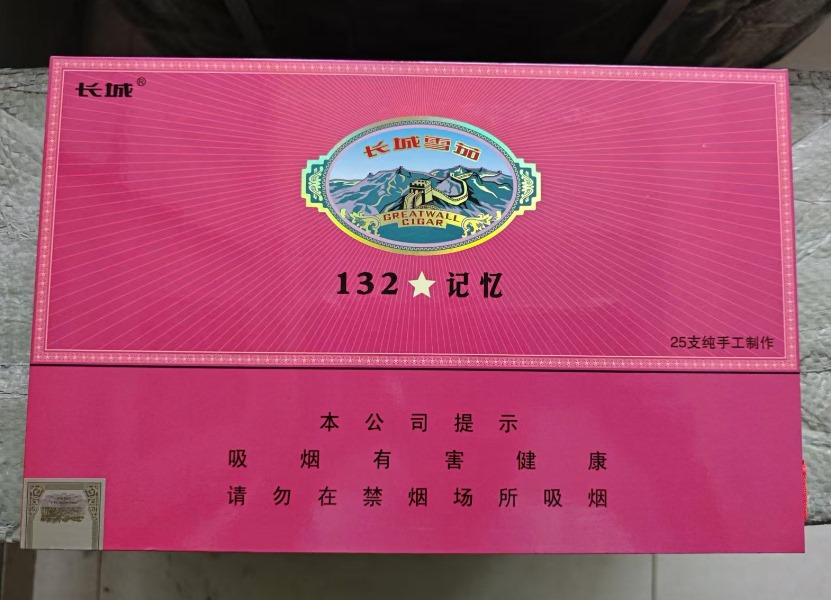 长城®
长城雪茄
GREATWALL
CIGAR
132★记忆
25支纯手工制作
本公司提示
吸烟有害健康
请勿在禁烟场所吸烟